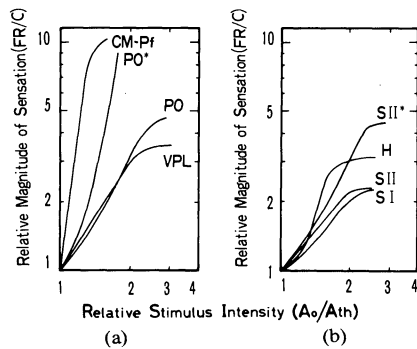 Relative Magnitude of Sensation(FR/C)
10
5
2
1
CM-Pf
PO*
PO
VPL
1
2
3
4
Relative Magnitude of Sensation(FR/C)
10
5
2
1
SII*
H
SII
SI
1
2
3
4
Relative Stimulus Intensity (Ao/Ath)
(a)
(b)